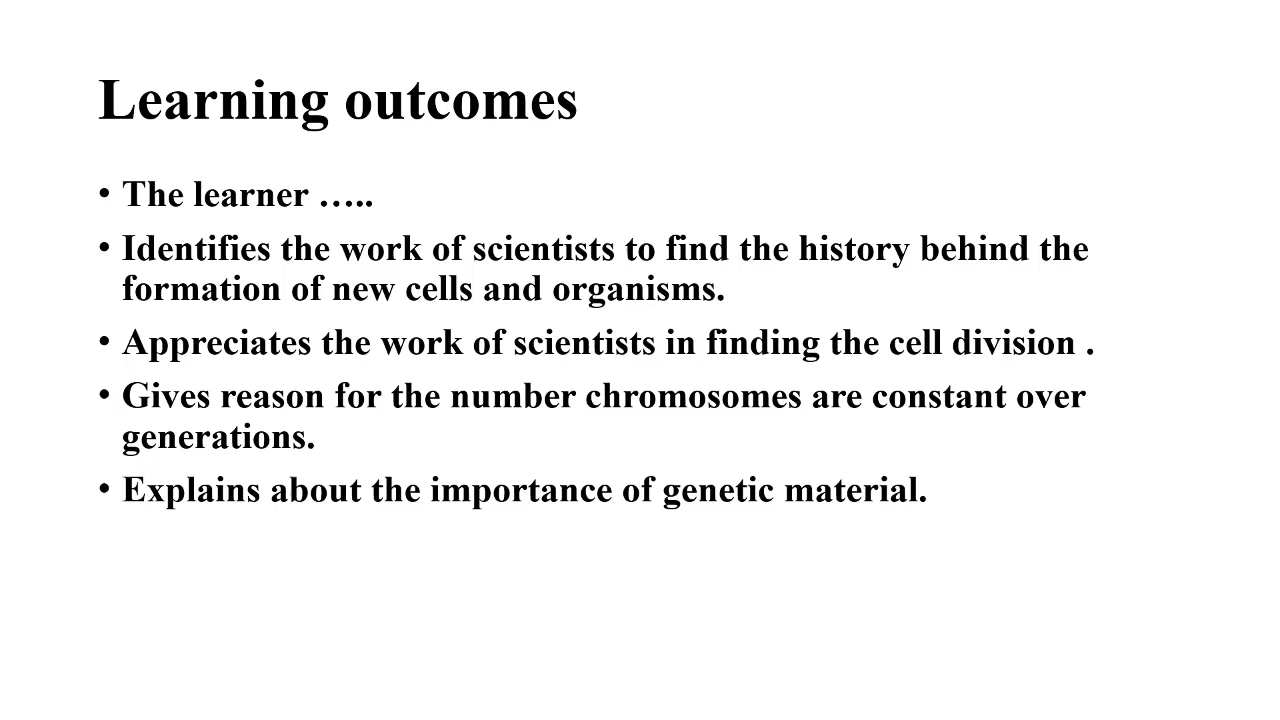 Learning outcomes
• The learner …..
• Identifies the work of scientists to find the history behind the
formation of new cells and organisms.
• Appreciates the work of scientists in finding the cell division .
• Gives reason for the number chromosomes are constant over
generations.
• Explains about the importance of genetic material.